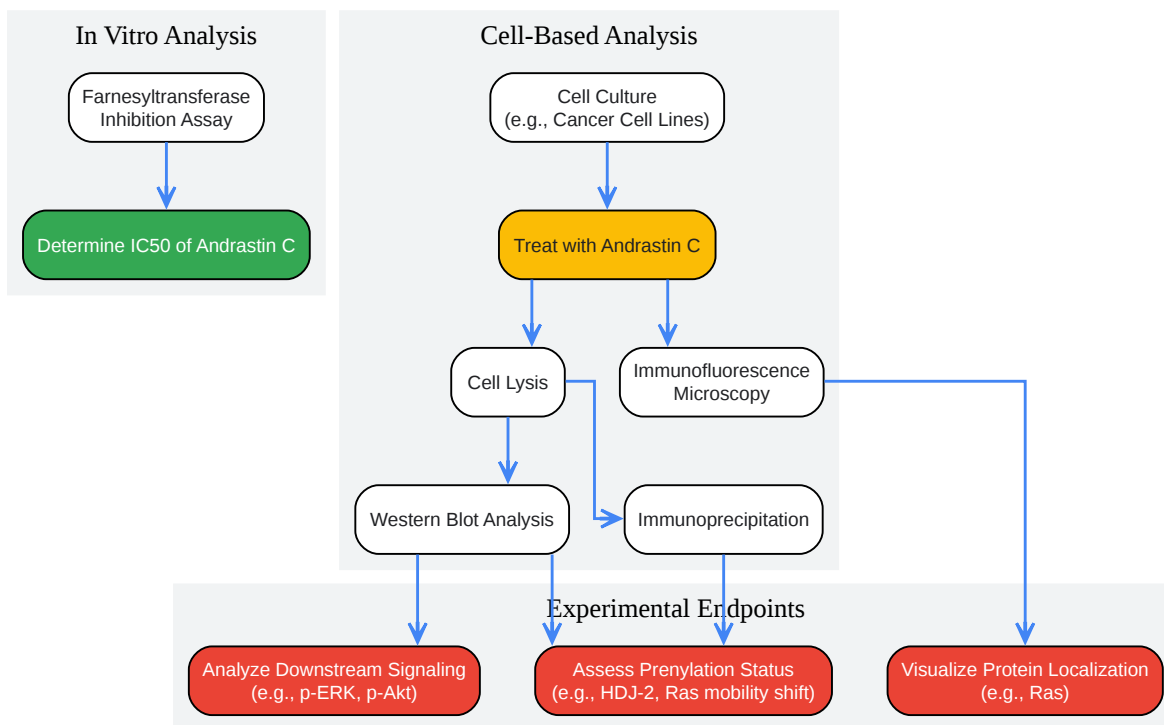 In Vitro Analysis
Farnesyltransferase
Inhibition Assay
Determine IC50 of Andrastin C
Cell-Based Analysis
Cell Culture
(e.g., Cancer Cell Lines)
Treat with Andrastin C
Cell Lysis
Immunofluorescence
Microscopy
Western Blot Analysis
Immunoprecipitation
Experimental Endpoints
Analyze Downstream Signaling
(e.g., p-ERK, p-Akt)
Assess Prenylation Status
(e.g., HDJ-2, Ras mobility shift)
Visualize Protein Localization
(e.g., Ras)